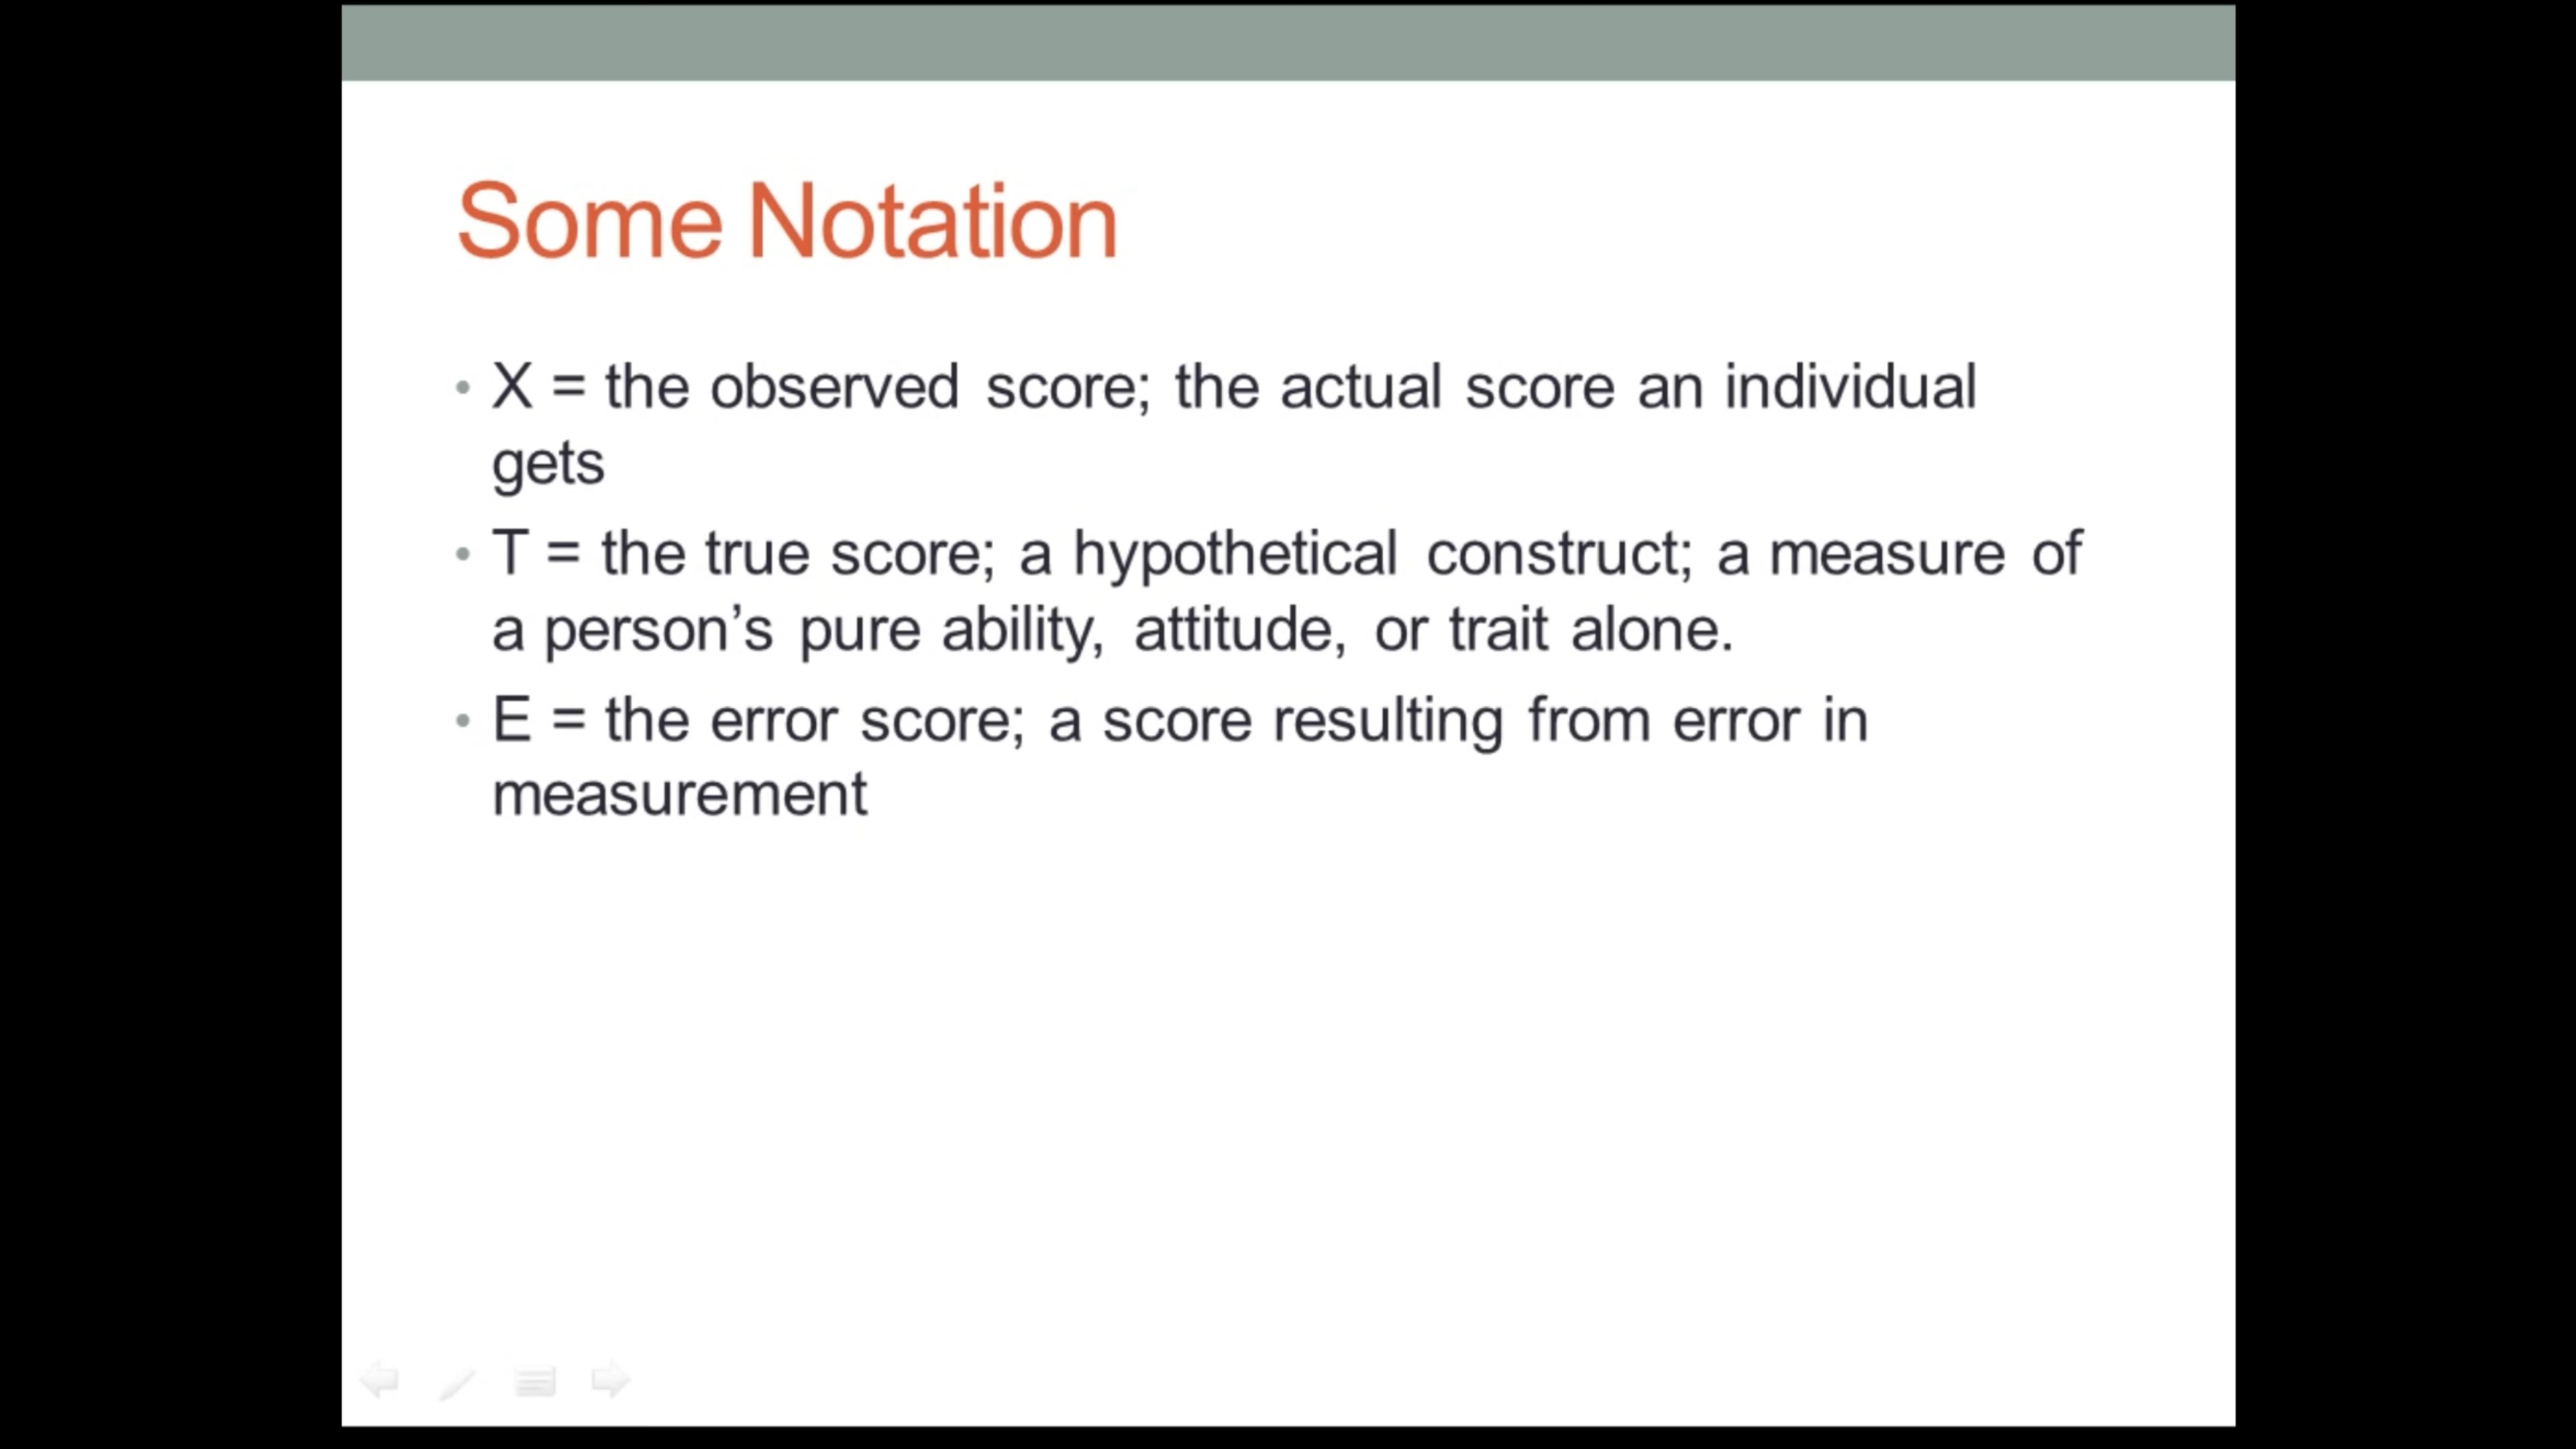 Some Notation
• X = the observed score; the actual score an individual
gets
• T = the true score; a hypothetical construct; a measure of
a person’s pure ability, attitude, or trait alone.
• E = the error score; a score resulting from error in
measurement